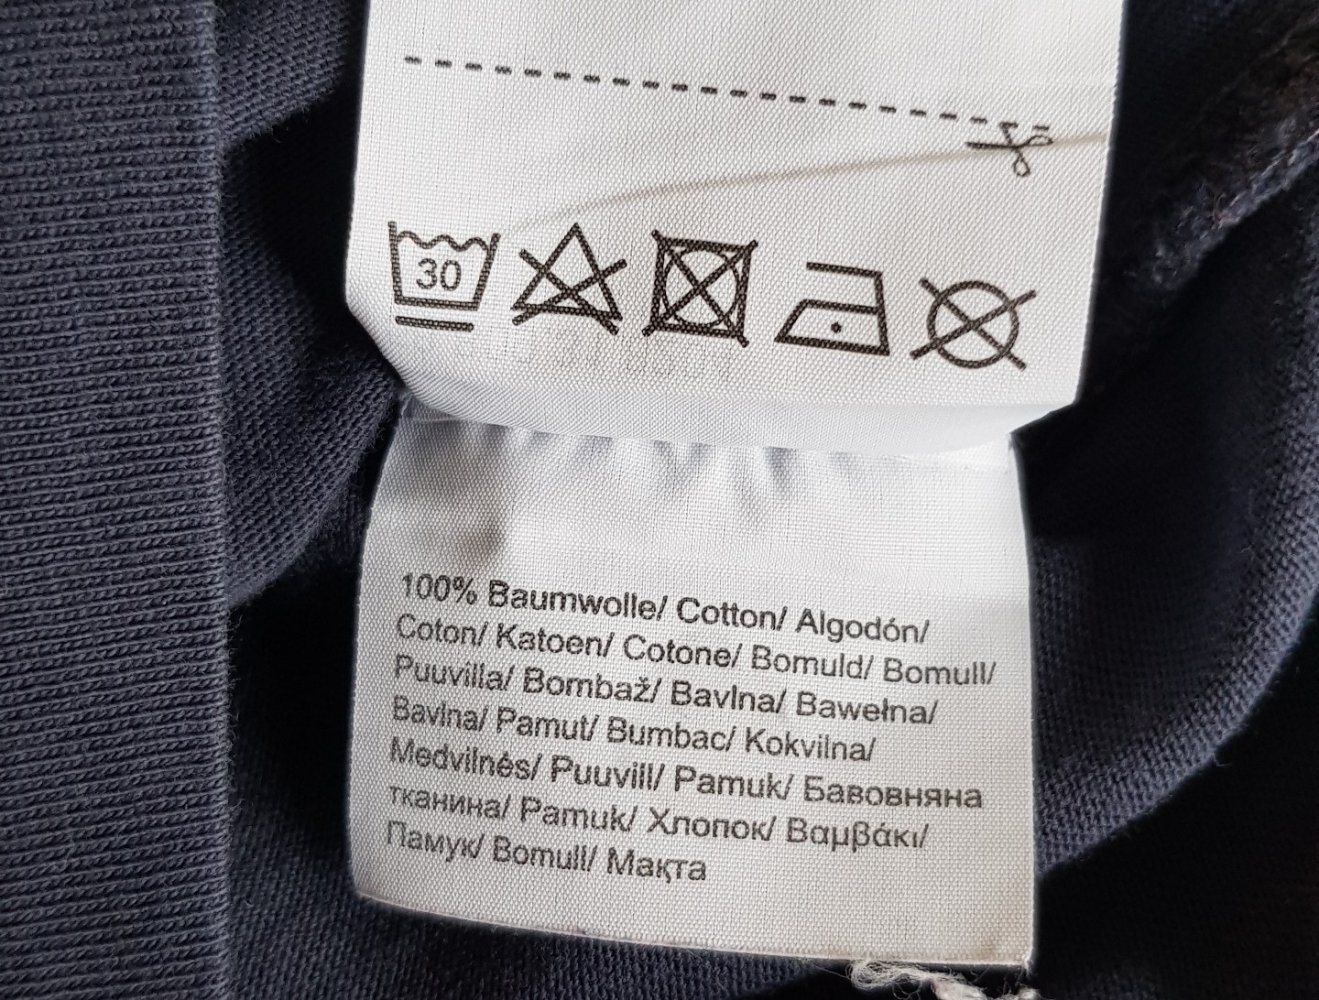 30
100% Baumwolle/ Cotton/ Algodón/
Coton/ Katoen/ Cotone/ Bomuld/ Bomull/
Puuvilla/ Bombaž/ Bavlna/ Bawełna/
Bavlna/ Pamut/ Bumbac/ Kokvilna/
Medvilnės/ Puuvill/ Pamuk/ Бавовняна
тканина/ Pamuk/ Хлопок/ Βαμβάκι/
Памук/ Bomull/ Мақта